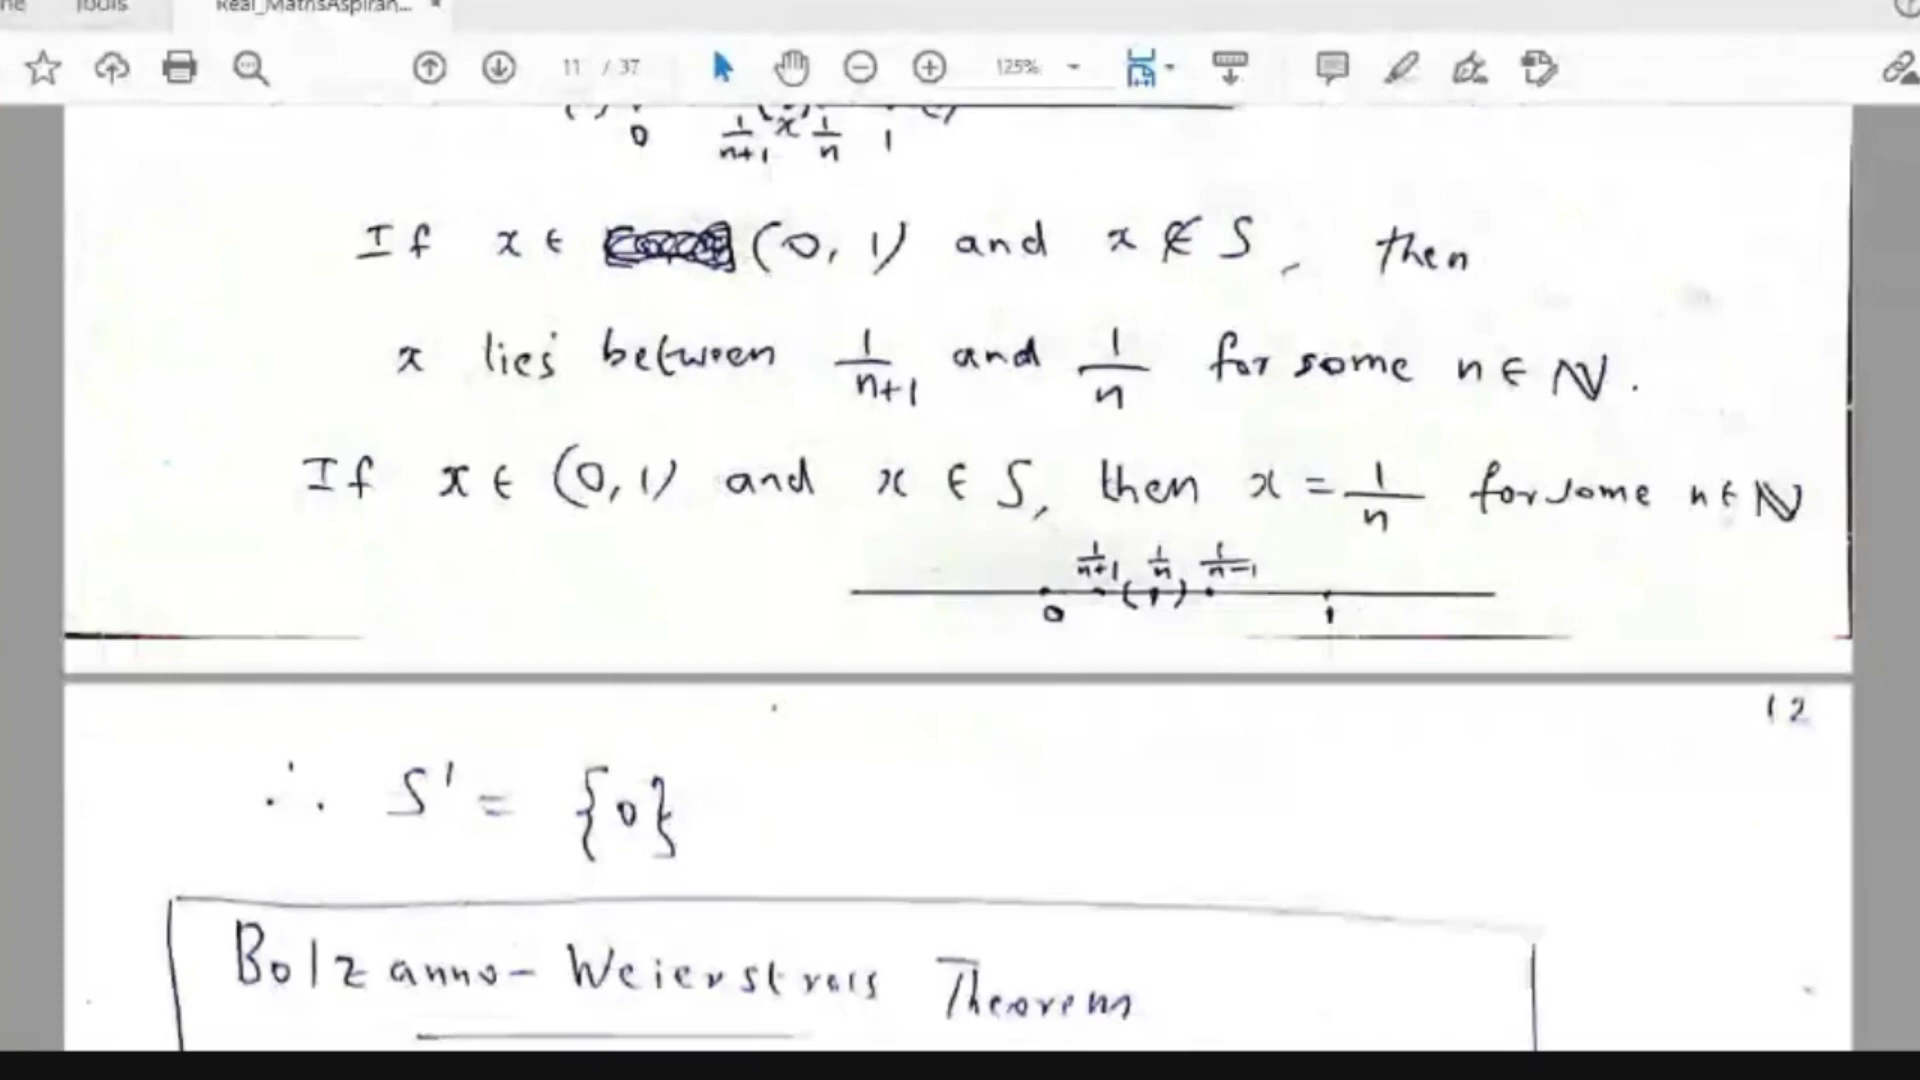 Tools Real_MathsAspiran...
11 / 37 125%
0 1/n+1 x 1/n 1
If x ∈ (0, 1) and x ∉ S, then
x lies between 1/n+1 and 1/n for some n ∈ ℕ.
If x ∈ (0, 1) and x ∈ S, then x = 1/n for some n ∈ ℕ
1/n+1 1/n 1/n-1
( )
0 1
12
∴ S' = {0}
Bolzanno-Weierstrass Theorem